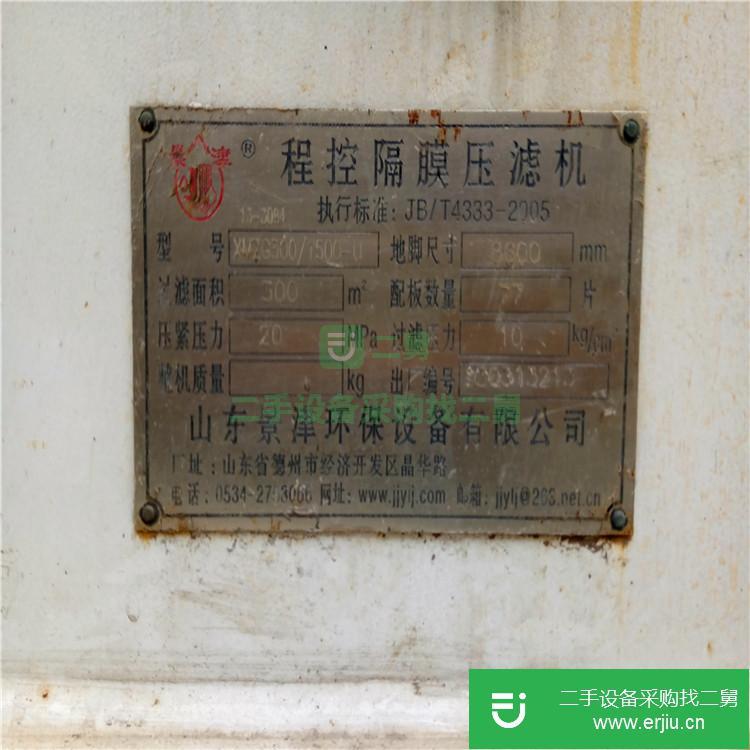 景津 ®
程控隔膜压滤机
执行标准: JB/T4333-2005
型 号 地脚尺寸 mm
过滤面积 m² 配板数量 77 片
压紧压力 20 MPa 过滤压力 10 kg/cm²
整机质量 kg 出厂编号
二舅
二手设备采购找二舅
山东景津环保设备有限公司
厂址: 山东省德州市经济开发区晶华路
电话: 网址: www.jjylj.com 邮箱: jjylj@263.net.cn
二手设备采购找二舅
www.erjiu.cn